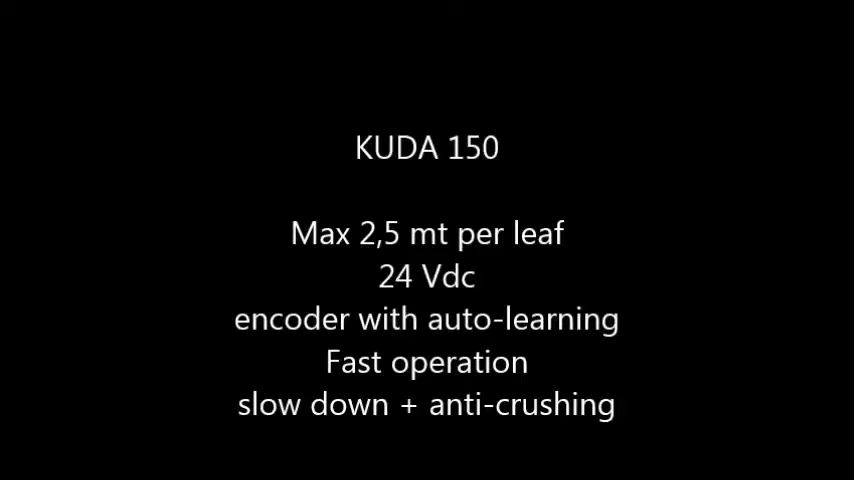 KUDA 150
Max 2,5 mt per leaf
24 Vdc
encoder with auto-learning
Fast operation
slow down + anti-crushing